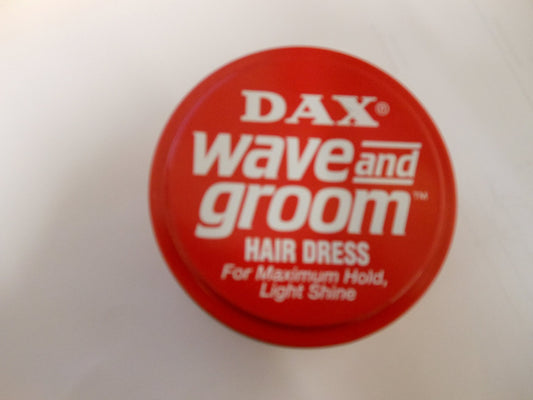 DAX®
wave and
groom™
HAIR DRESS
For Maximum Hold,
Light Shine